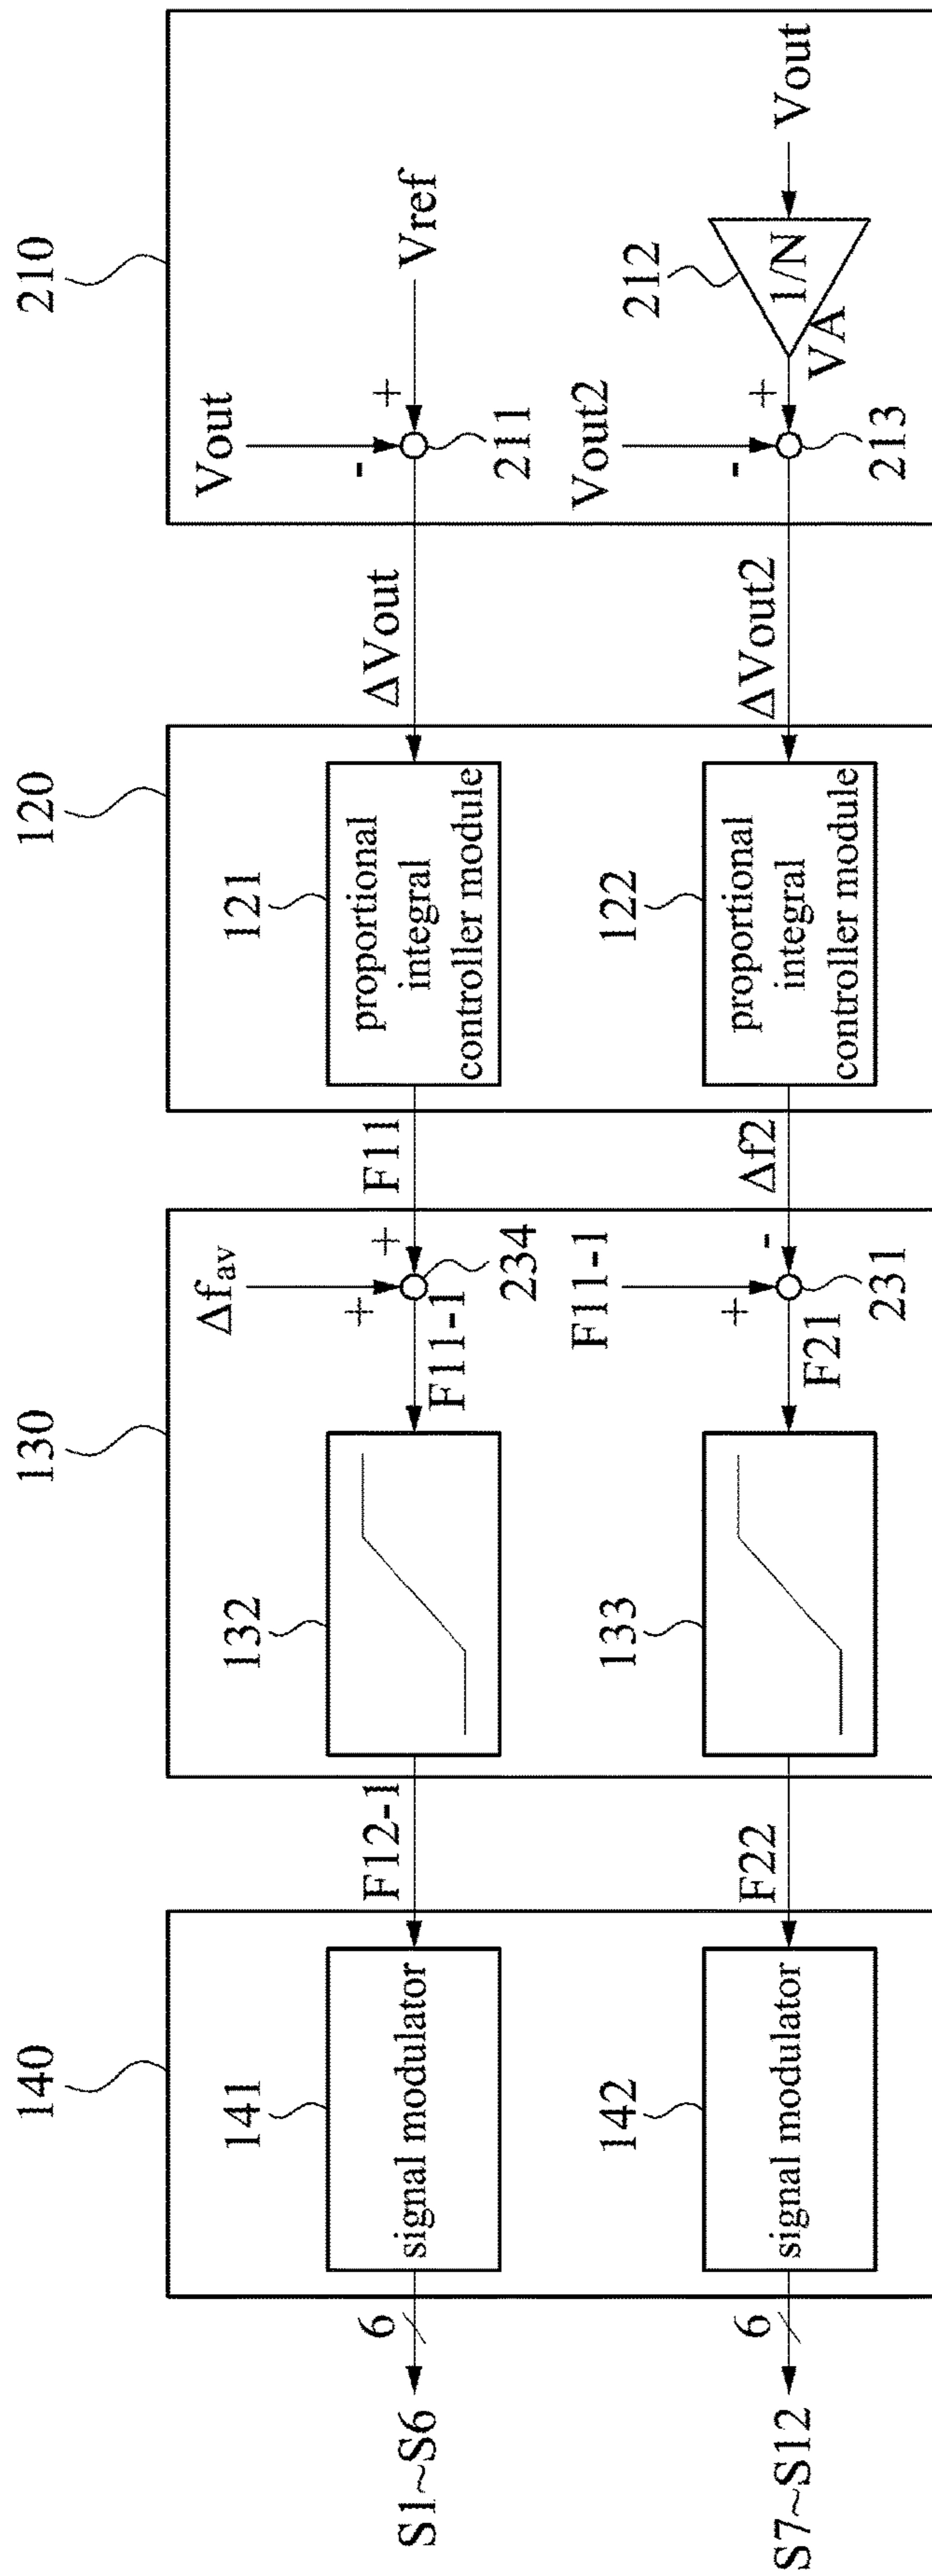 210
Vout
Vref
+
-
211
Vout
212
1/N
VA
Vout2
+
-
213
ΔVout
ΔVout2
120
121
proportional
integral
controller module
122
proportional
integral
controller module
F11
Δf2
130
Δfav
+
+
234
F11-1
F11-1
-
+
231
F21
132
133
F12-1
F22
140
141
signal modulator
142
signal modulator
6
6
S1~S6
S7~S12